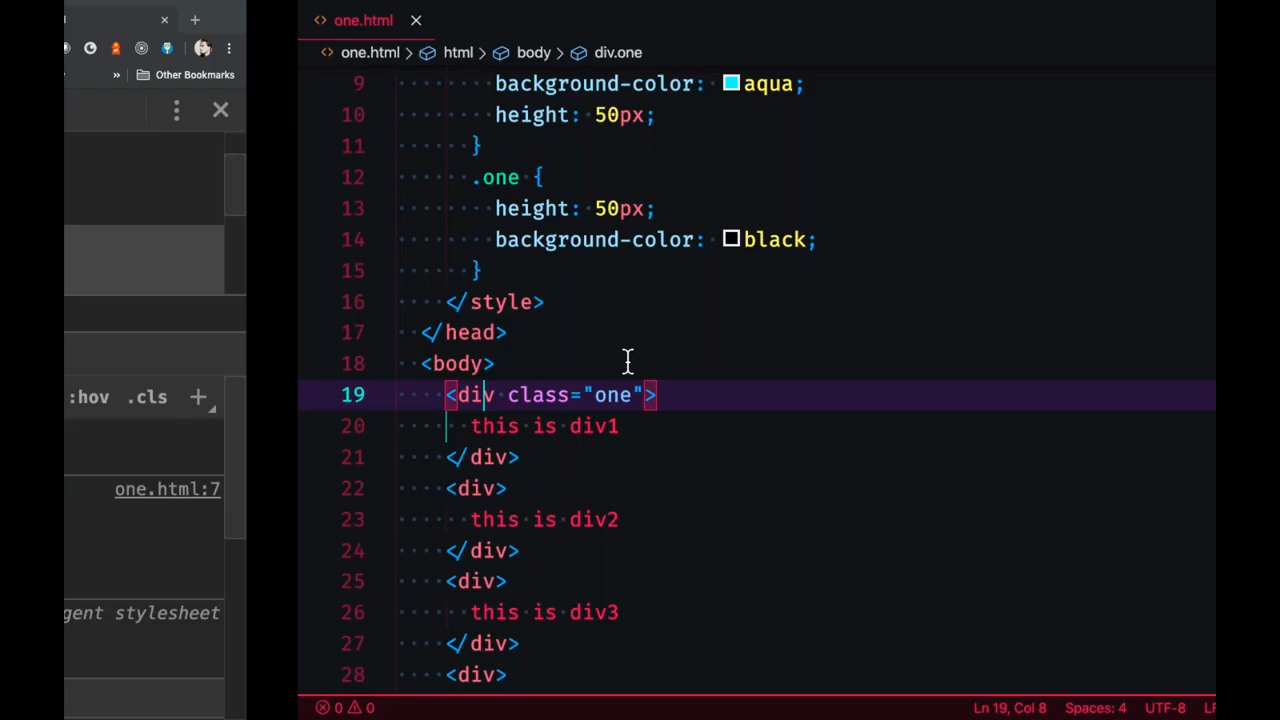 one.html
Other Bookmarks
one.html > html > body > div.one
9 background-color: aqua;
10 height: 50px;
11 }
12 .one {
13 height: 50px;
14 background-color: black;
15 }
16 </style>
17 </head>
18 <body>
19 <div class="one">
20 this is div1
21 </div>
22 <div>
23 this is div2
24 </div>
25 <div>
26 this is div3
27 </div>
28 <div>
:hov .cls
one.html:7
gent stylesheet
0 0
Ln 19, Col 8 Spaces: 4 UTF-8